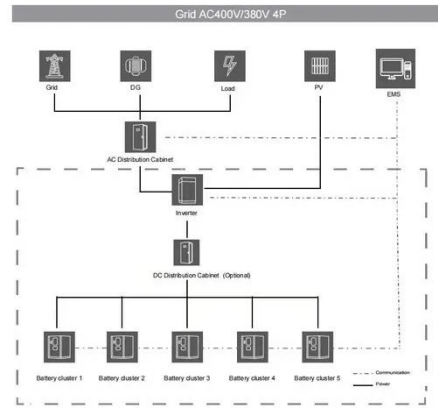 Grid AC400V/380V 4P
Grid
DG
Load
PV
EMS
AC Distribution Cabinet
Inverter
DC Distribution Cabinet (Optional)
Battery cluster 1
Battery cluster 2
Battery cluster 3
Battery cluster 4
Battery cluster 5
Communication
Power